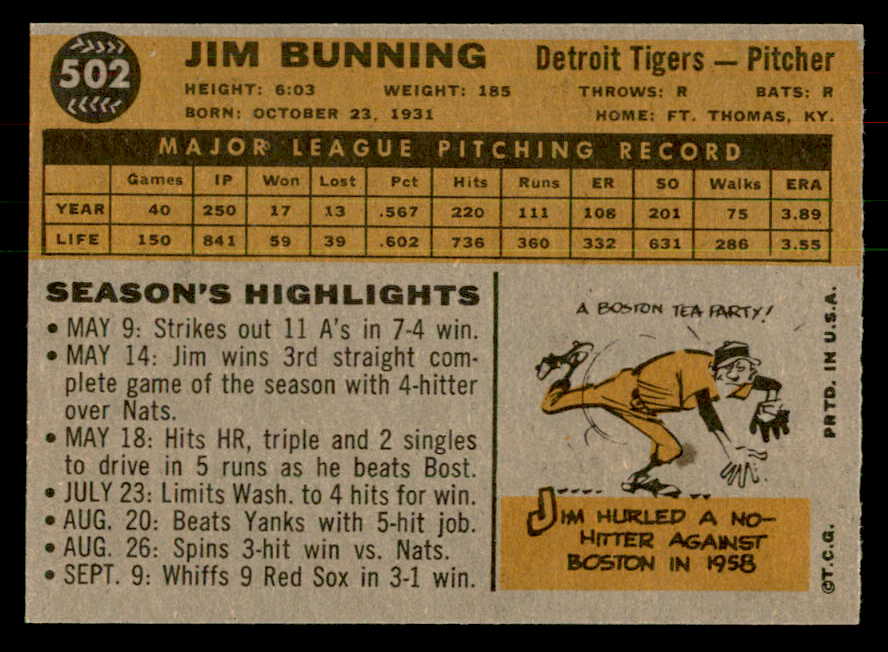 502
JIM BUNNING
Detroit Tigers — Pitcher
HEIGHT: 6:03 WEIGHT: 185 THROWS: R BATS: R
BORN: OCTOBER 23, 1931 HOME: FT. THOMAS, KY.
MAJOR LEAGUE PITCHING RECORD
Games IP Won Lost Pct Hits Runs ER SO Walks ERA
YEAR 40 250 17 13 .567 220 111 108 201 75 3.89
LIFE 150 841 59 39 .602 736 360 332 631 286 3.55
SEASON'S HIGHLIGHTS
• MAY 9: Strikes out 11 A's in 7-4 win.
• MAY 14: Jim wins 3rd straight com-
plete game of the season with 4-hitter
over Nats.
• MAY 18: Hits HR, triple and 2 singles
to drive in 5 runs as he beats Bost.
• JULY 23: Limits Wash. to 4 hits for win.
• AUG. 20: Beats Yanks with 5-hit job.
• AUG. 26: Spins 3-hit win vs. Nats.
• SEPT. 9: Whiffs 9 Red Sox in 3-1 win.
A BOSTON TEA PARTY!
JIM HURLED A NO-
HITTER AGAINST
BOSTON IN 1958
©T.C.G. PRTD. IN U.S.A.